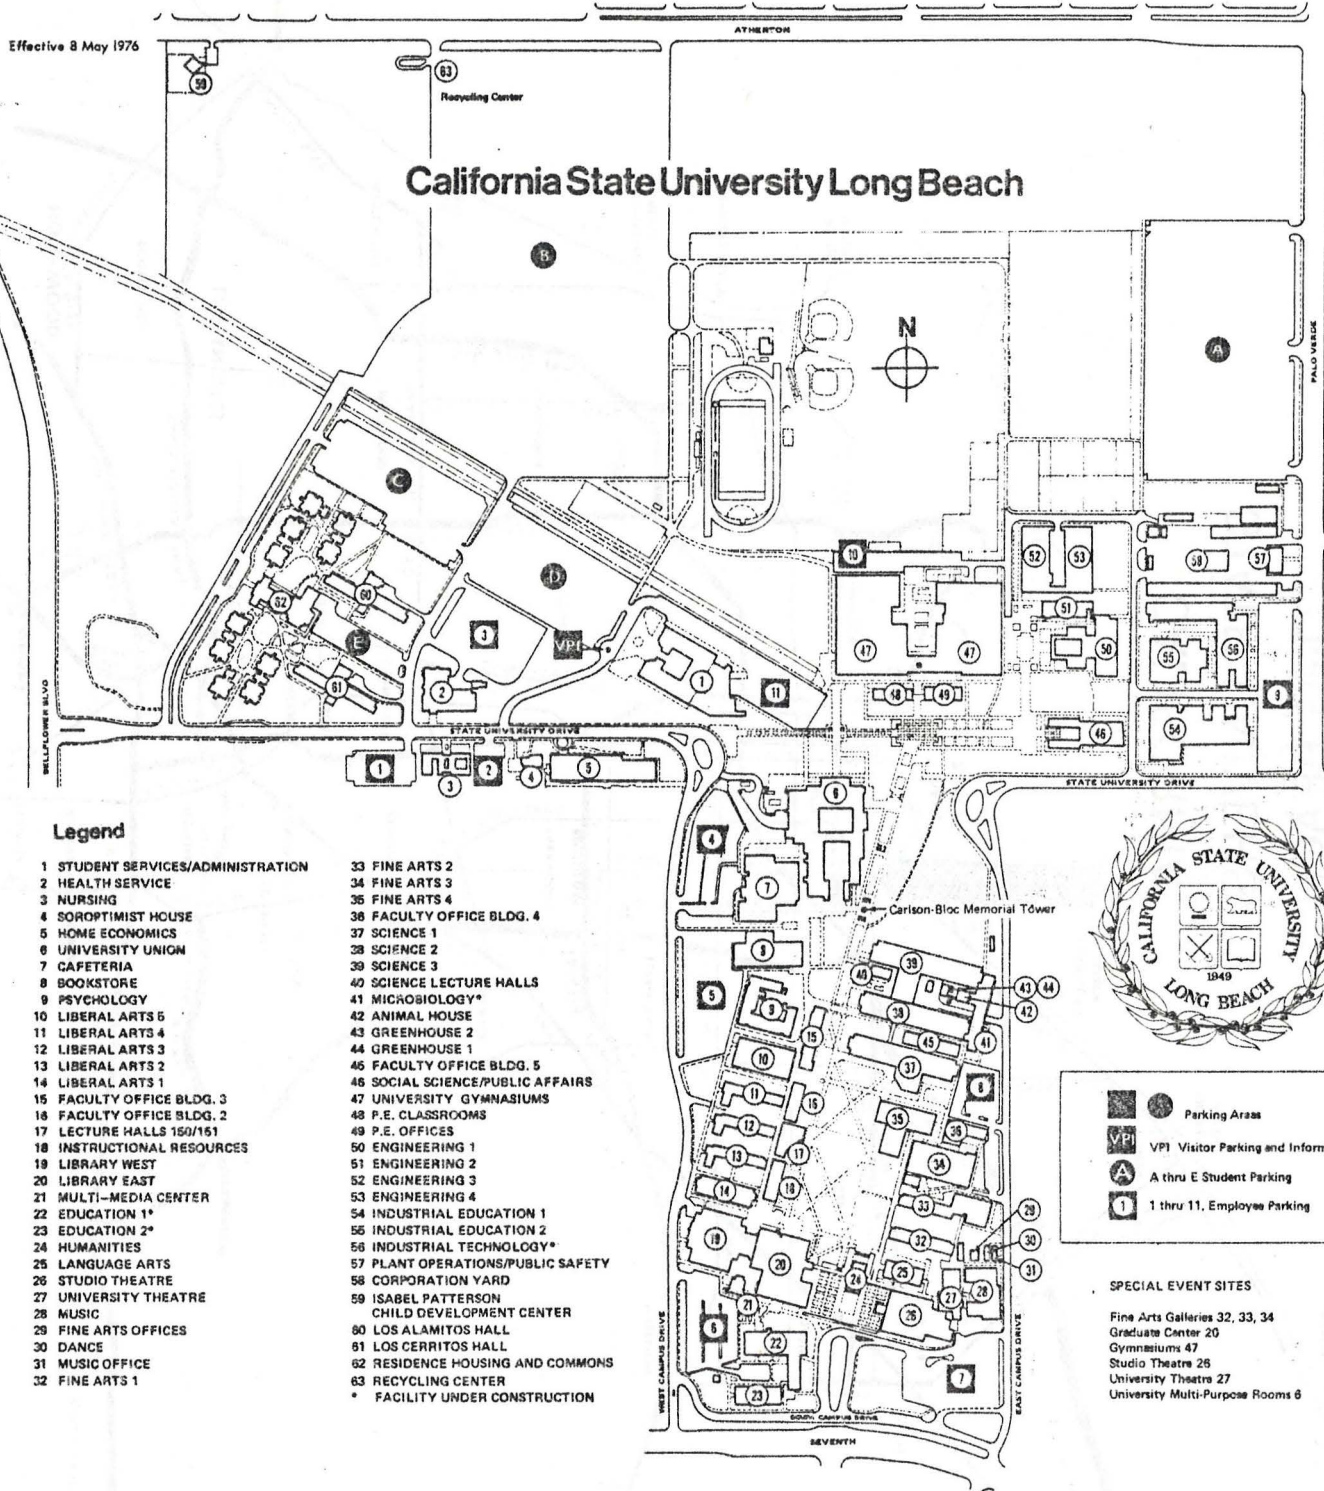 ATHERTON
Effective 8 May 1976
59
63
Recycling Center
California State University Long Beach
B
N
A
PALO VERDE
C
D
E
VPI
BELLFLOWER BLVD
STATE UNIVERSITY DRIVE
STATE UNIVERSITY DRIVE
Carlson-Bloc Memorial Tower
WEST CAMPUS DRIVE
EAST CAMPUS DRIVE
SOUTH CAMPUS DRIVE
SEVENTH
Legend
1 STUDENT SERVICES/ADMINISTRATION
2 HEALTH SERVICE
3 NURSING
4 SOROPTIMIST HOUSE
5 HOME ECONOMICS
6 UNIVERSITY UNION
7 CAFETERIA
8 BOOKSTORE
9 PSYCHOLOGY
10 LIBERAL ARTS 5
11 LIBERAL ARTS 4
12 LIBERAL ARTS 3
13 LIBERAL ARTS 2
14 LIBERAL ARTS 1
15 FACULTY OFFICE BLDG. 3
16 FACULTY OFFICE BLDG. 2
17 LECTURE HALLS 150/151
18 INSTRUCTIONAL RESOURCES
19 LIBRARY WEST
20 LIBRARY EAST
21 MULTI-MEDIA CENTER
22 EDUCATION 1*
23 EDUCATION 2*
24 HUMANITIES
25 LANGUAGE ARTS
26 STUDIO THEATRE
27 UNIVERSITY THEATRE
28 MUSIC
29 FINE ARTS OFFICES
30 DANCE
31 MUSIC OFFICE
32 FINE ARTS 1
33 FINE ARTS 2
34 FINE ARTS 3
35 FINE ARTS 4
36 FACULTY OFFICE BLDG. 4
37 SCIENCE 1
38 SCIENCE 2
39 SCIENCE 3
40 SCIENCE LECTURE HALLS
41 MICROBIOLOGY*
42 ANIMAL HOUSE
43 GREENHOUSE 2
44 GREENHOUSE 1
45 FACULTY OFFICE BLDG. 5
46 SOCIAL SCIENCE/PUBLIC AFFAIRS
47 UNIVERSITY GYMNASIUMS
48 P.E. CLASSROOMS
49 P.E. OFFICES
50 ENGINEERING 1
51 ENGINEERING 2
52 ENGINEERING 3
53 ENGINEERING 4
54 INDUSTRIAL EDUCATION 1
55 INDUSTRIAL EDUCATION 2
56 INDUSTRIAL TECHNOLOGY*
57 PLANT OPERATIONS/PUBLIC SAFETY
58 CORPORATION YARD
59 ISABEL PATTERSON
CHILD DEVELOPMENT CENTER
60 LOS ALAMITOS HALL
61 LOS CERRITOS HALL
62 RESIDENCE HOUSING AND COMMONS
63 RECYCLING CENTER
* FACILITY UNDER CONSTRUCTION
CALIFORNIA STATE UNIVERSITY
1949
LONG BEACH
Parking Areas
VPI VPI Visitor Parking and Inform
A A thru E Student Parking
1 1 thru 11, Employee Parking
SPECIAL EVENT SITES
Fine Arts Galleries 32, 33, 34
Graduate Center 20
Gymnasiums 47
Studio Theatre 26
University Theatre 27
University Multi-Purpose Rooms 6